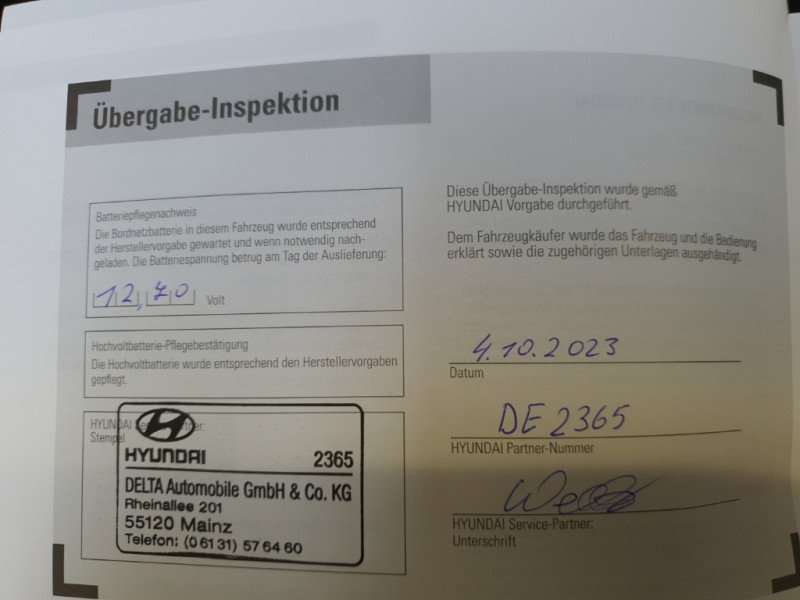 Übergabe-Inspektion
Batteriepflegenachweis
Die Bordnetzbatterie in diesem Fahrzeug wurde entsprechend
der Herstellervorgabe gewartet und wenn notwendig nach-
geladen. Die Batteriespannung betrug am Tag der Auslieferung:
12,70 Volt
Hochvoltbatterie-Pflegebestätigung
Die Hochvoltbatterie wurde entsprechend den Herstellervorgaben
gepflegt.
HYUNDAI
Stempel
HYUNDAI 2365
DELTA Automobile GmbH & Co. KG
Rheinallee 201
55120 Mainz
Telefon: (0 61 31) 57 64 60
Diese Übergabe-Inspektion wurde gemäß
HYUNDAI Vorgabe durchgeführt.
Dem Fahrzeugkäufer wurde das Fahrzeug und die Bedienung
erklärt sowie die zugehörigen Unterlagen ausgehändigt.
4.10.2023
Datum
DE 2365
HYUNDAI Partner-Nummer
HYUNDAI Service-Partner:
Unterschrift